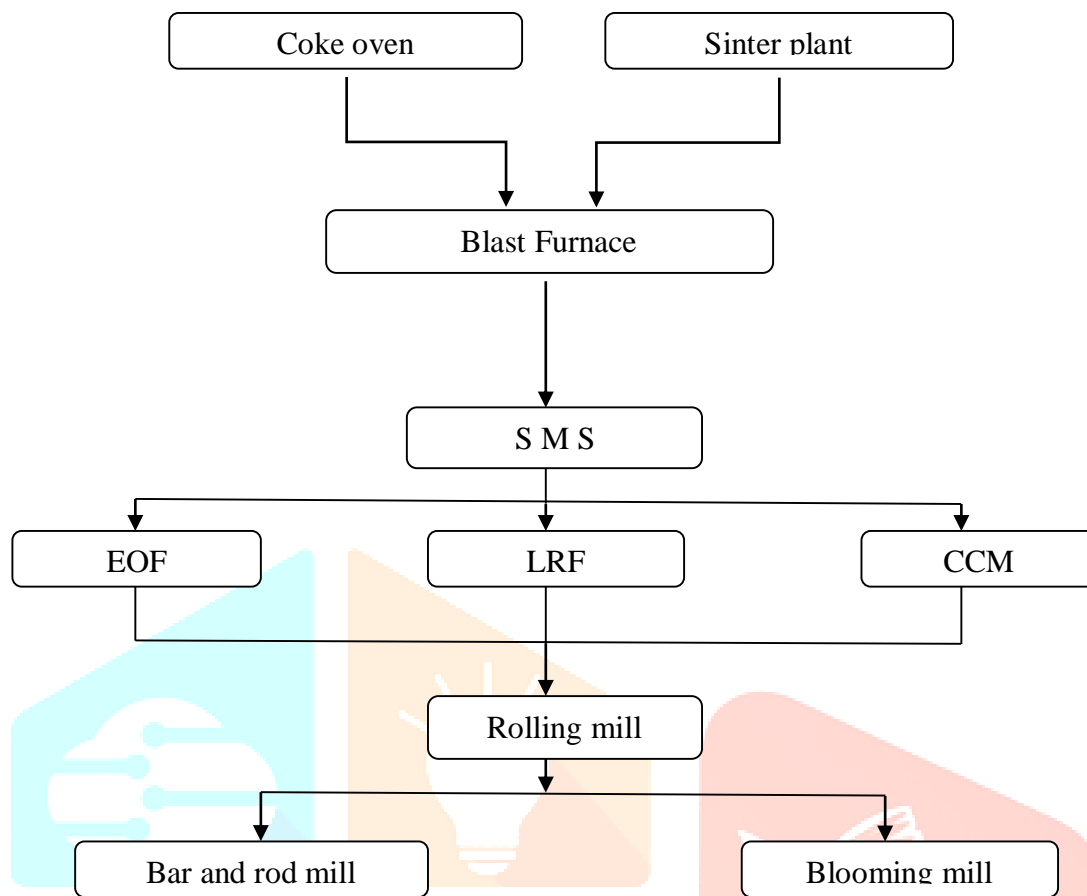 Coke oven
Sinter plant
Blast Furnace
S M S
EOF
LRF
CCM
Rolling mill
Bar and rod mill
Blooming mill